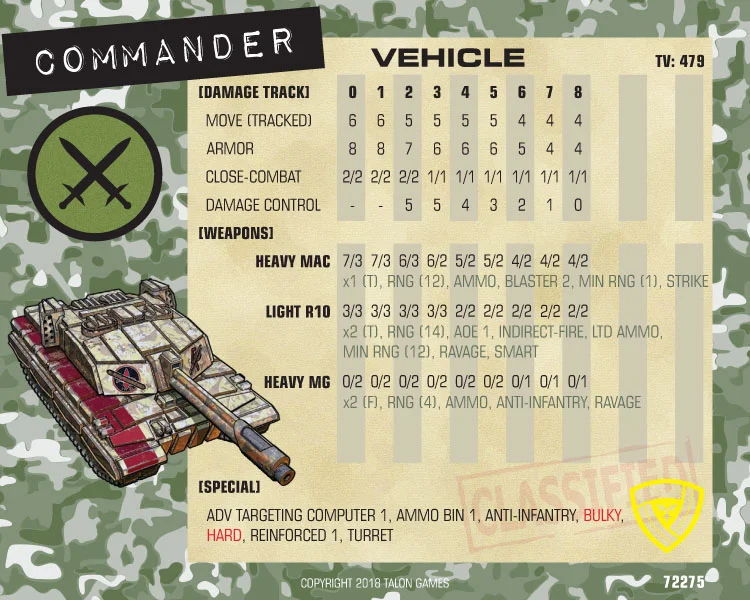 COMMANDER
VEHICLE
TV: 479
[DAMAGE TRACK] 0 1 2 3 4 5 6 7 8
MOVE (TRACKED) 6 6 5 5 5 5 4 4 4
ARMOR 8 8 7 6 6 6 5 4 4
CLOSE-COMBAT 2/2 2/2 2/2 1/1 1/1 1/1 1/1 1/1 1/1
DAMAGE CONTROL - - 5 5 4 3 2 1 0
[WEAPONS]
HEAVY MAC 7/3 7/3 6/3 6/2 5/2 5/2 4/2 4/2 4/2
x1 (T), RNG (12), AMMO, BLASTER 2, MIN RNG (1), STRIKE
LIGHT R10 3/3 3/3 3/3 3/3 2/2 2/2 2/2 2/2 2/2
x2 (T), RNG (14), AOE 1, INDIRECT-FIRE, LTD AMMO,
MIN RNG (12), RAVAGE, SMART
HEAVY MG 0/2 0/2 0/2 0/2 0/2 0/2 0/1 0/1 0/1
x2 (F), RNG (4), AMMO, ANTI-INFANTRY, RAVAGE
[SPECIAL]
CLASSIFIED
ADV TARGETING COMPUTER 1, AMMO BIN 1, ANTI-INFANTRY, BULKY,
HARD, REINFORCED 1, TURRET
COPYRIGHT 2018 TALON GAMES
72275